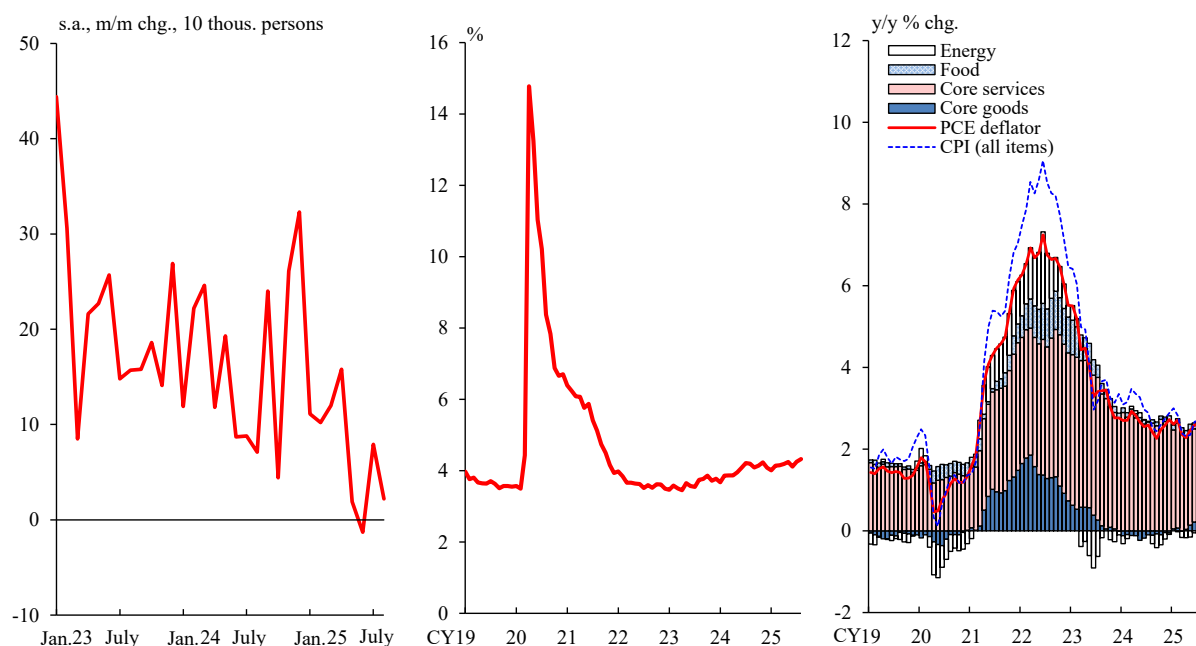 s.a., m/m chg., 10 thous. persons
50
40
30
20
10
0
-10
Jan.23 July Jan.24 July Jan.25 July
%
16
14
12
10
8
6
4
2
0
CY19 20 21 22 23 24 25
y/y % chg.
12
10
8
6
4
2
0
-2
Energy
Food
Core services
Core goods
PCE deflator
CPI (all items)
CY19 20 21 22 23 24 25